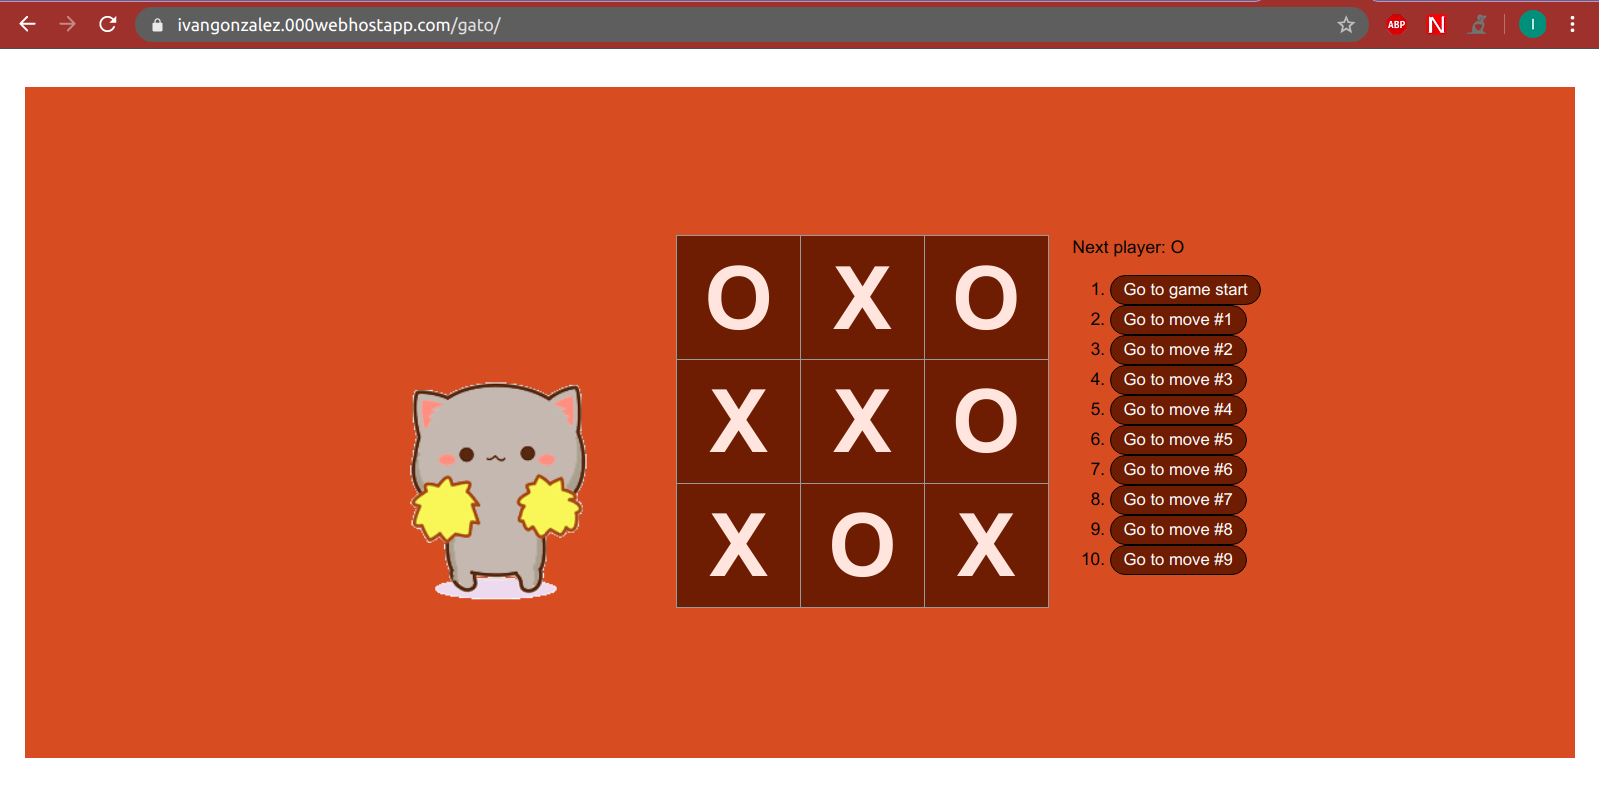 ivangonzalez.000webhostapp.com/gato/
ABP
N
I
O X O
X X O
X O X
Next player: O
1. Go to game start
2. Go to move #1
3. Go to move #2
4. Go to move #3
5. Go to move #4
6. Go to move #5
7. Go to move #6
8. Go to move #7
9. Go to move #8
10. Go to move #9